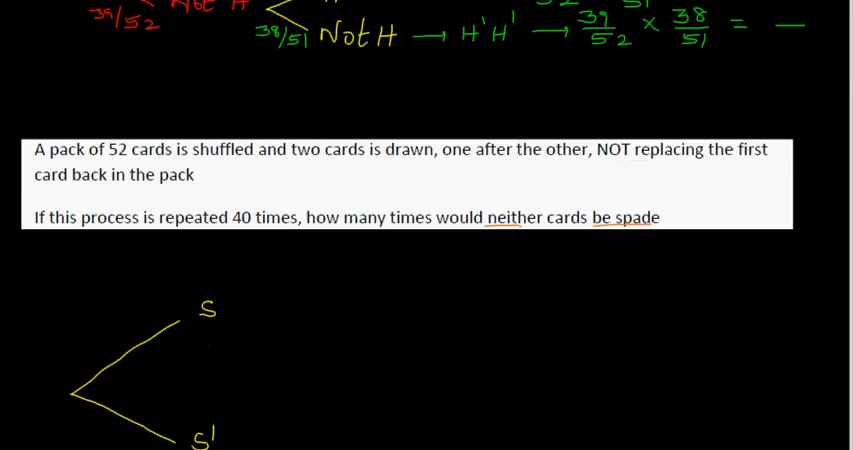 39/52 Not H
38/51 Not H → H' H' → 39/52 × 38/51 = —
A pack of 52 cards is shuffled and two cards is drawn, one after the other, NOT replacing the first
card back in the pack
If this process is repeated 40 times, how many times would neither cards be spade
S
S'